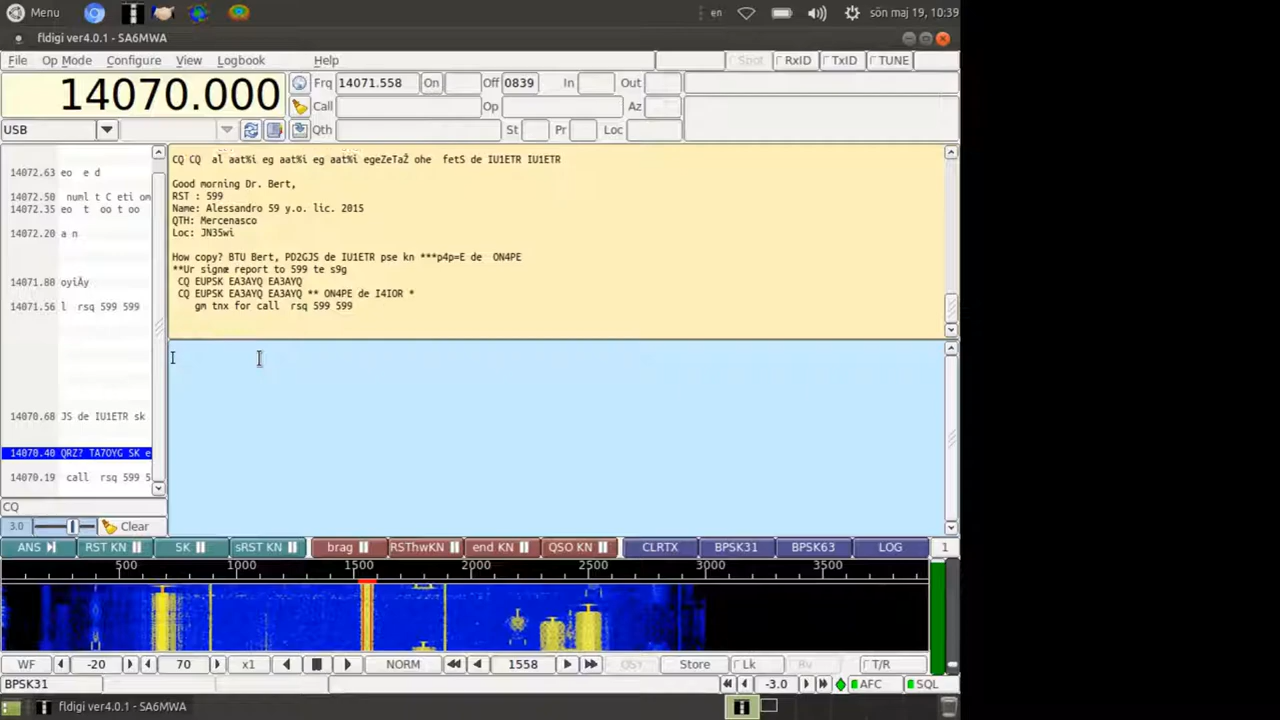 Menu
en
sön maj 19, 10:39
fldigi ver4.0.1 - SA6MWA
File Op Mode Configure View Logbook Help
Spot RxID TxID TUNE
14070.000
Frq 14071.558 On Off 0839 In Out
Call Op Az
USB
Qth St Pr Loc
CQ CQ al aat%i eg aat%i eg aat%i egeZeTaŽ ohe fetS de IU1ETR IU1ETR
Good morning Dr. Bert,
RST : 599
Name: Alessandro 59 y.o. lic. 2015
QTH: Mercenasco
Loc: JN35wi
How copy? BTU Bert, PD2GJS de IU1ETR pse kn ***p4p=E de ON4PE
**Ur signæ report to 599 te s9g
CQ EUPSK EA3AYQ EA3AYQ
CQ EUPSK EA3AYQ EA3AYQ ** ON4PE de I4IOR *
gm tnx for call rsq 599 599
14072.63 eo e d
14072.50 numl t C eti om
14072.35 eo t oo t oo
14072.20 a n
14071.80 oyiÄy
14071.56 l rsq 599 599
14070.68 JS de IU1ETR sk
14070.40 QRZ? TA7OYG SK e
14070.19 call rsq 599 5
CQ
3.0 Clear
ANS RST KN SK sRST KN brag RSThwKN end KN QSO KN CLRTX BPSK31 BPSK63 LOG 1
500 1000 1500 2000 2500 3000 3500
WF -20 70 x1 NORM 1558 QSY Store Lk Rv T/R
BPSK31 -3.0 AFC SQL
fldigi ver4.0.1 - SA6MWA